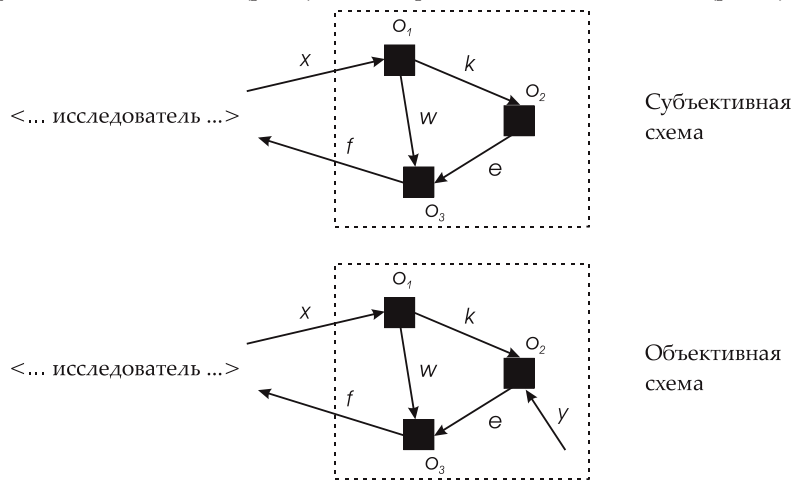 O₁
x
k
O₂
<... исследователь ...>
w
Субъективная
схема
f
e
O₃
O₁
x
k
O₂
<... исследователь ...>
w
Объективная
схема
f
e
y
O₃